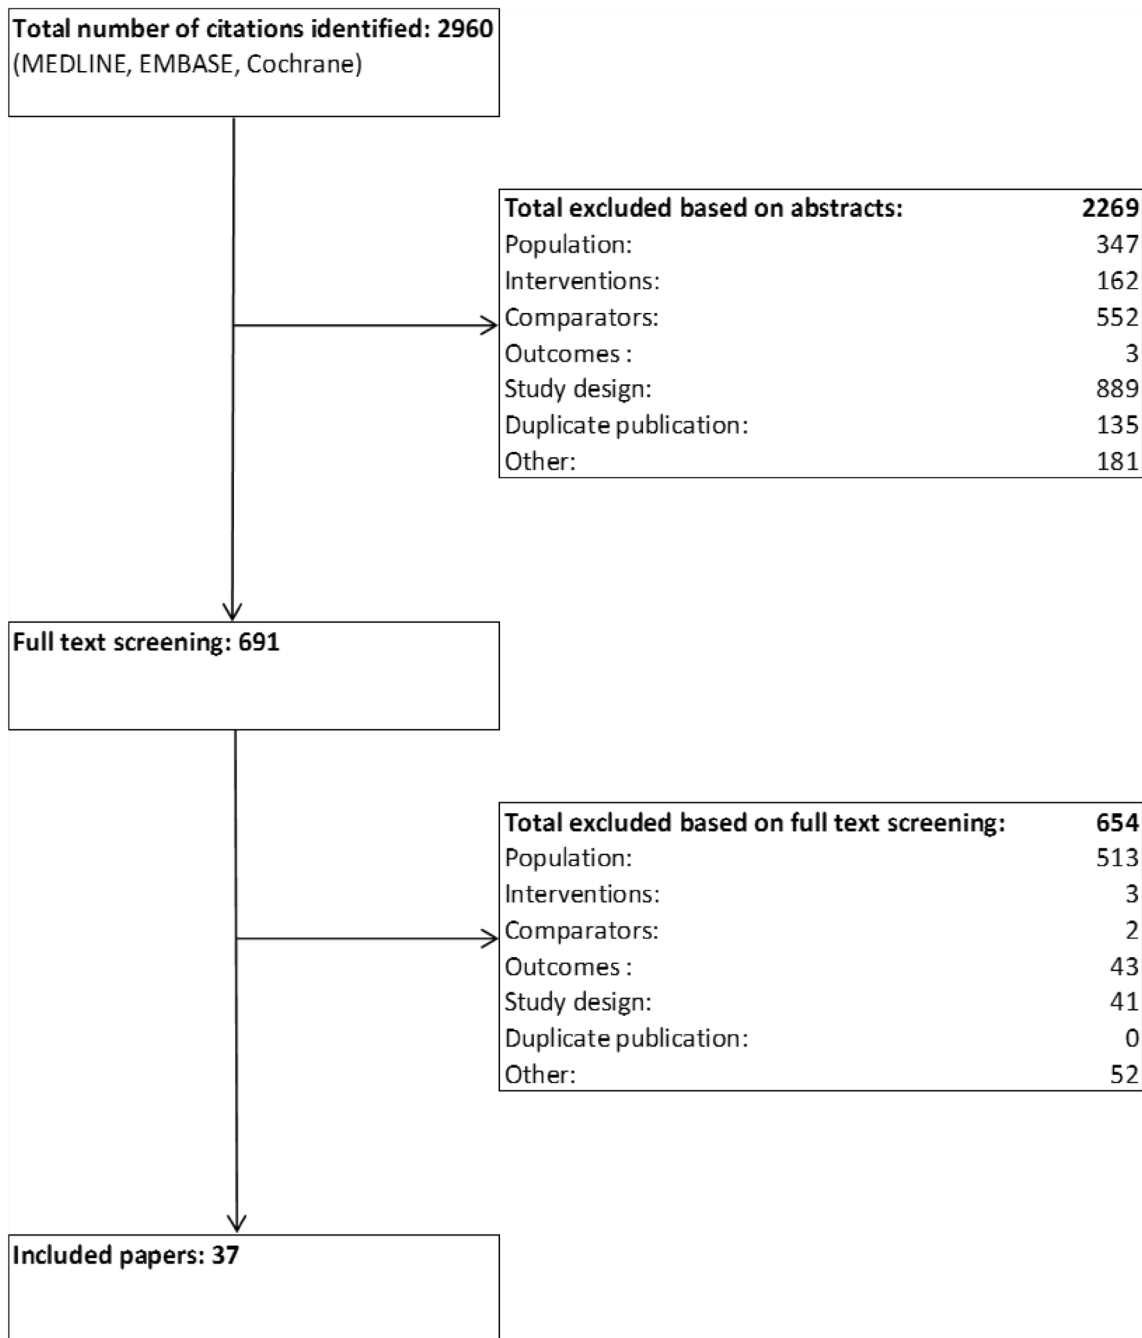 Total number of citations identified: 2960
(MEDLINE, EMBASE, Cochrane)
Total excluded based on abstracts: 2269
Population: 347
Interventions: 162
Comparators: 552
Outcomes : 3
Study design: 889
Duplicate publication: 135
Other: 181
Full text screening: 691
Total excluded based on full text screening: 654
Population: 513
Interventions: 3
Comparators: 2
Outcomes : 43
Study design: 41
Duplicate publication: 0
Other: 52
Included papers: 37